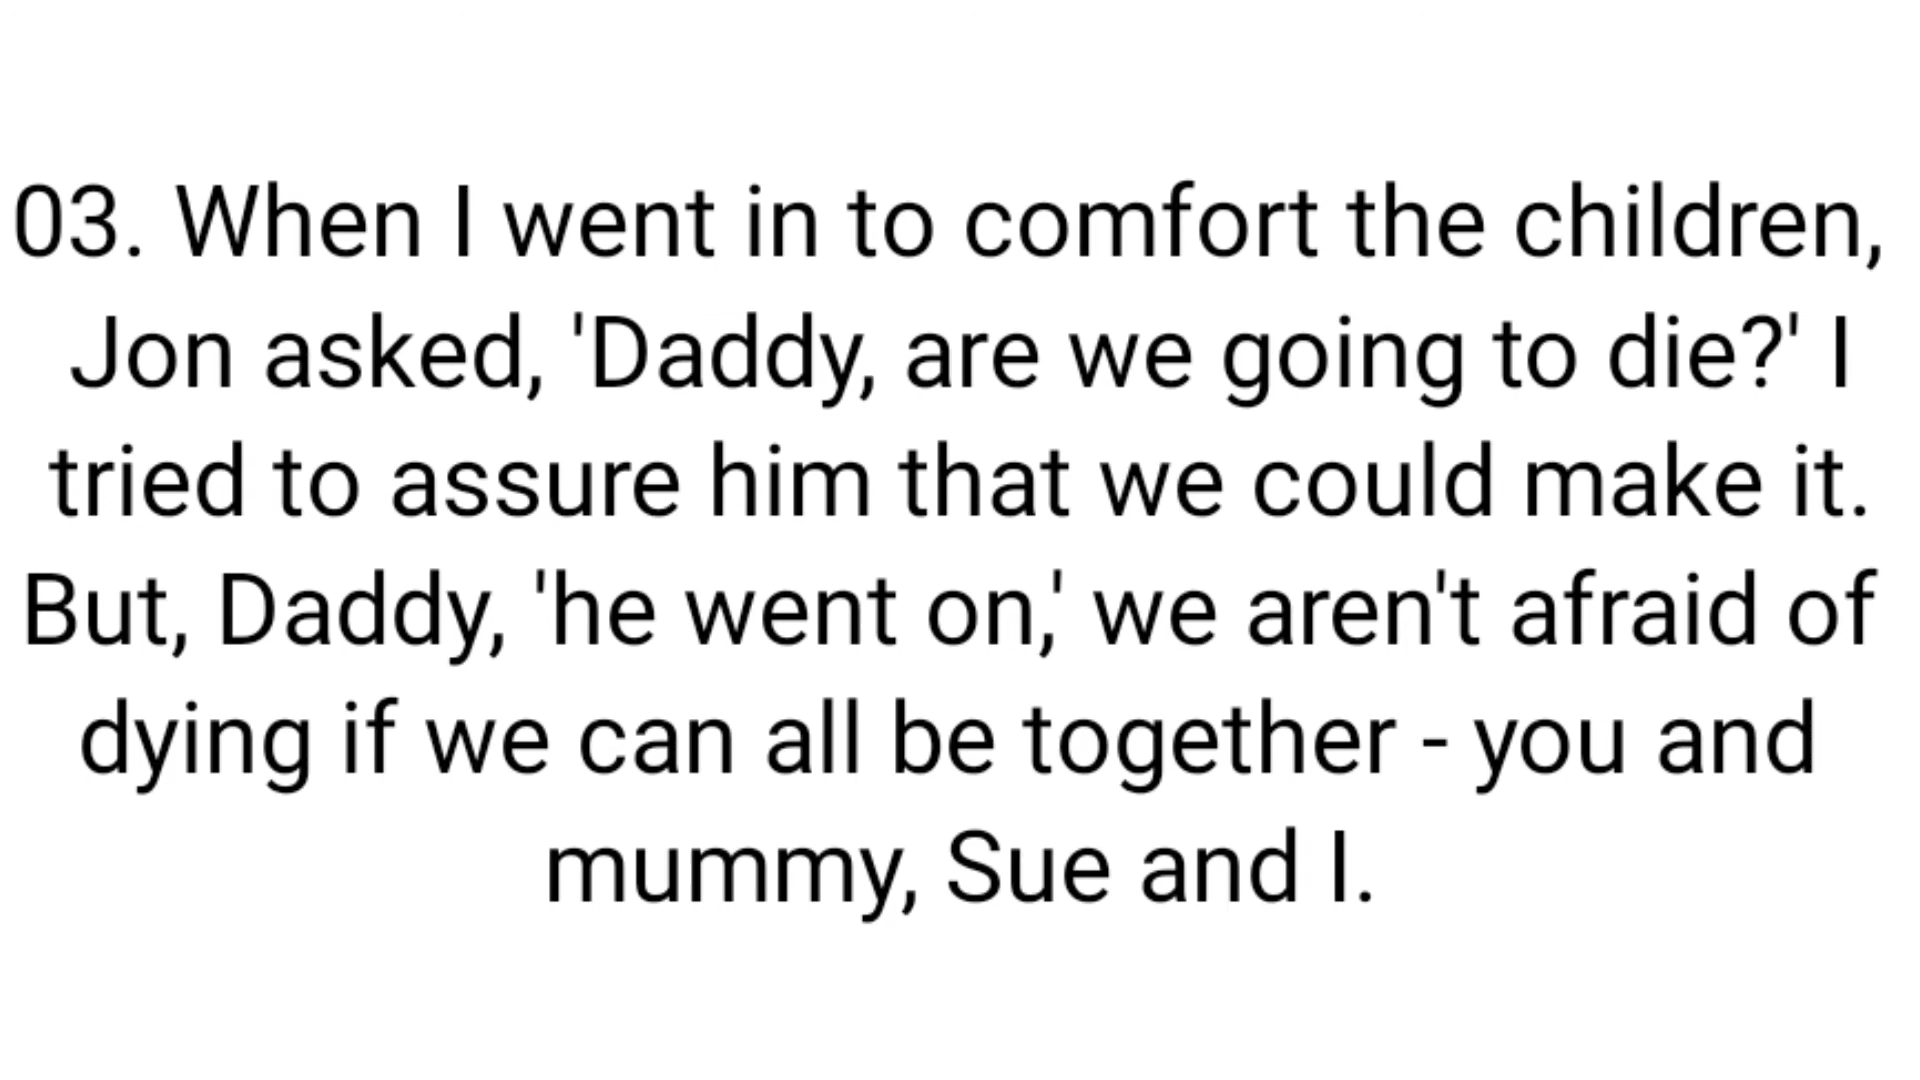 03. When I went in to comfort the children,
Jon asked, 'Daddy, are we going to die?' I
tried to assure him that we could make it.
But, Daddy, 'he went on,' we aren't afraid of
dying if we can all be together - you and
mummy, Sue and I.